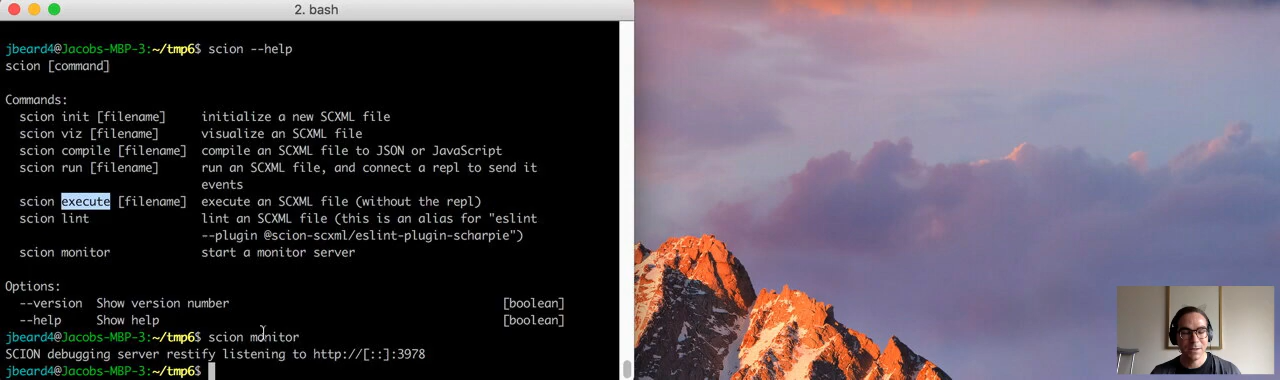 2. bash
jbeard4@Jacobs-MBP-3:~/tmp6$ scion --help
scion [command]
Commands:
scion init [filename] initialize a new SCXML file
scion viz [filename] visualize an SCXML file
scion compile [filename] compile an SCXML file to JSON or JavaScript
scion run [filename] run an SCXML file, and connect a repl to send it
events
scion execute [filename] execute an SCXML file (without the repl)
scion lint lint an SCXML file (this is an alias for "eslint
--plugin @scion-scxml/eslint-plugin-scharpie")
scion monitor start a monitor server
Options:
--version Show version number [boolean]
--help Show help [boolean]
jbeard4@Jacobs-MBP-3:~/tmp6$ scion monitor
SCION debugging server restify listening to http://[::]:3978
jbeard4@Jacobs-MBP-3:~/tmp6$